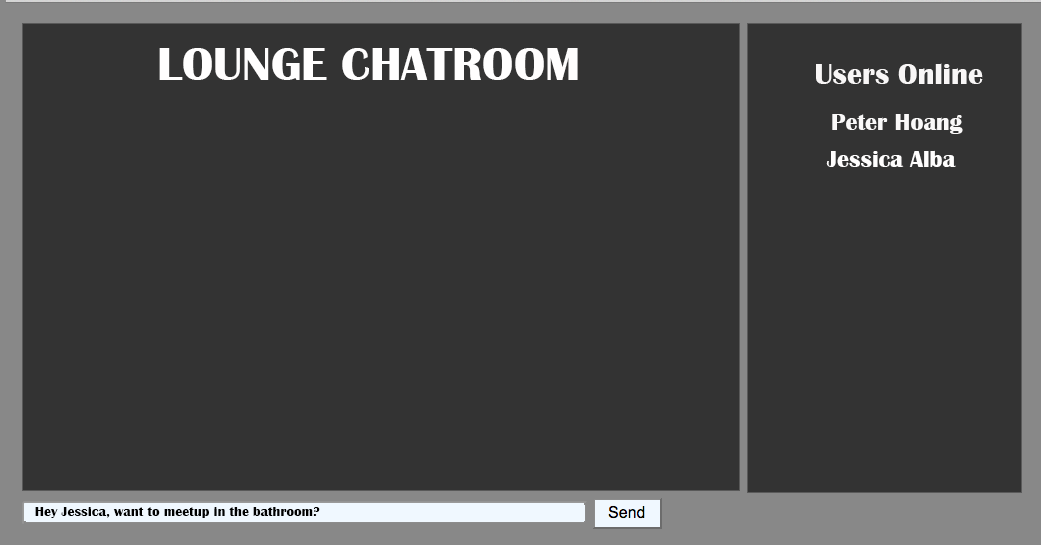 LOUNGE CHATROOM
Users Online
Peter Hoang
Jessica Alba
Hey Jessica, want to meetup in the bathroom?
Send